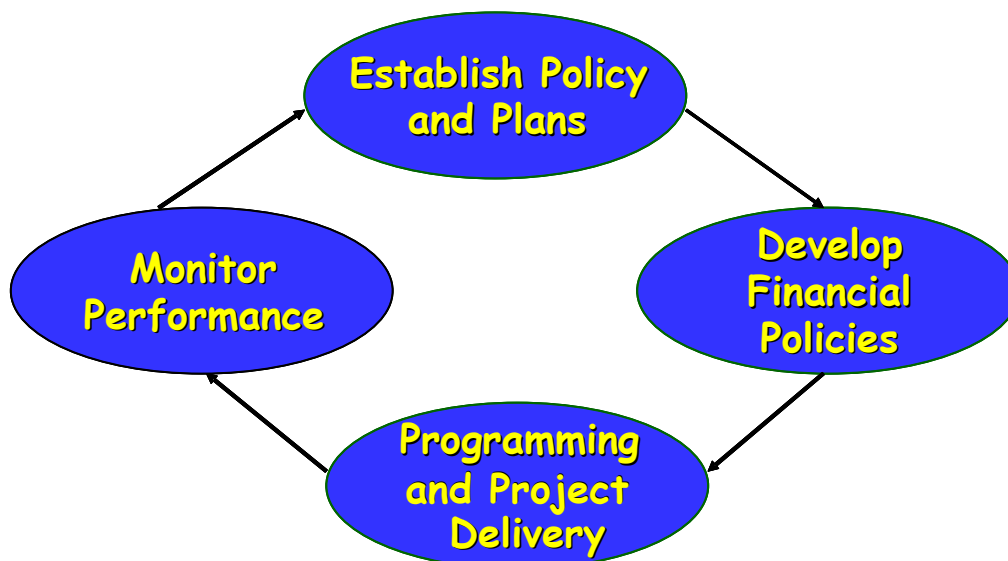 Establish Policy
and Plans
Develop
Financial
Policies
Monitor
Performance
Programming
and Project
Delivery